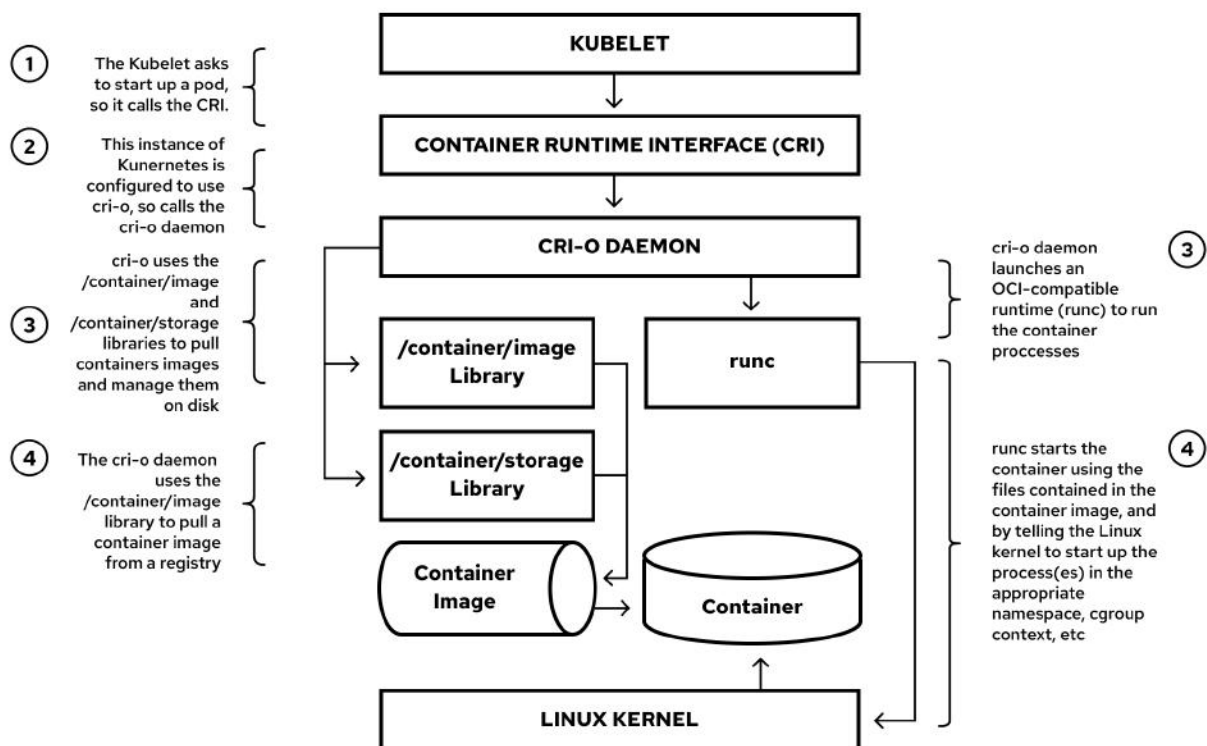 KUBELET
1
The Kubelet asks
to start up a pod,
so it calls the CRI.
CONTAINER RUNTIME INTERFACE (CRI)
2
This instance of
Kunernetes is
configured to use
cri-o, so calls the
cri-o daemon
CRI-O DAEMON
3
cri-o uses the
/container/image
and
/container/storage
libraries to pull
containers images
and manage them
on disk
/container/image
Library
runc
cri-o daemon
launches an
OCI-compatible
runtime (runc) to run
the container
proccesses
3
4
The cri-o daemon
uses the
/container/image
library to pull a
container image
from a registry
/container/storage
Library
runc starts the
container using the
files contained in the
container image, and
by telling the Linux
kernel to start up the
process(es) in the
appropriate
namespace, cgroup
context, etc
4
Container
Image
Container
LINUX KERNEL